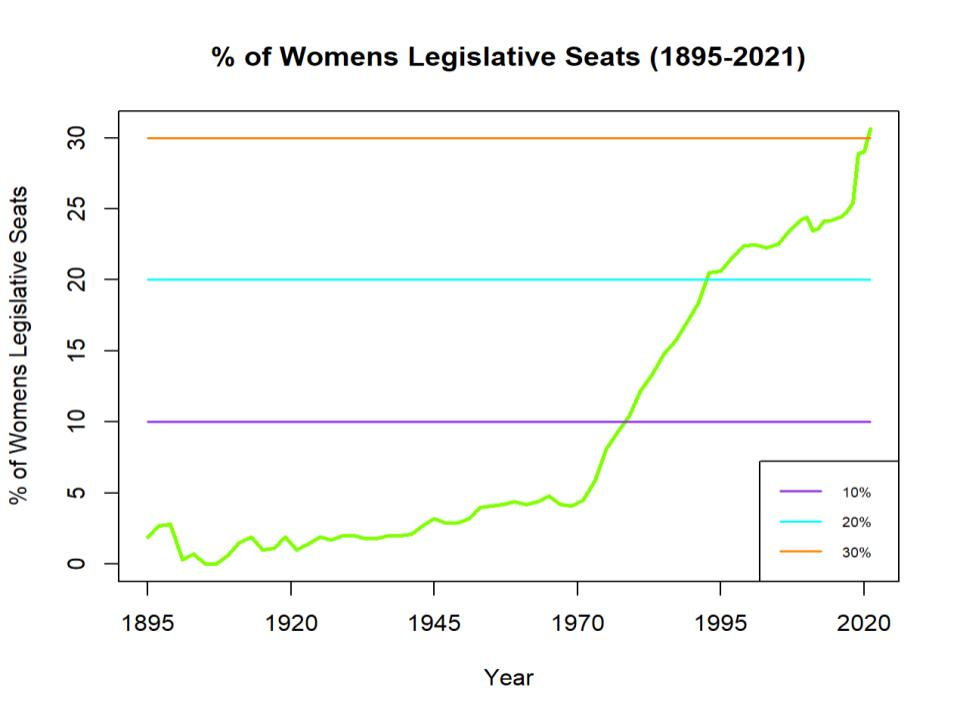 % of Womens Legislative Seats (1895-2021)
% of Womens Legislative Seats
30
25
20
15
10
5
0
10%
20%
30%
1895 1920 1945 1970 1995 2020
Year